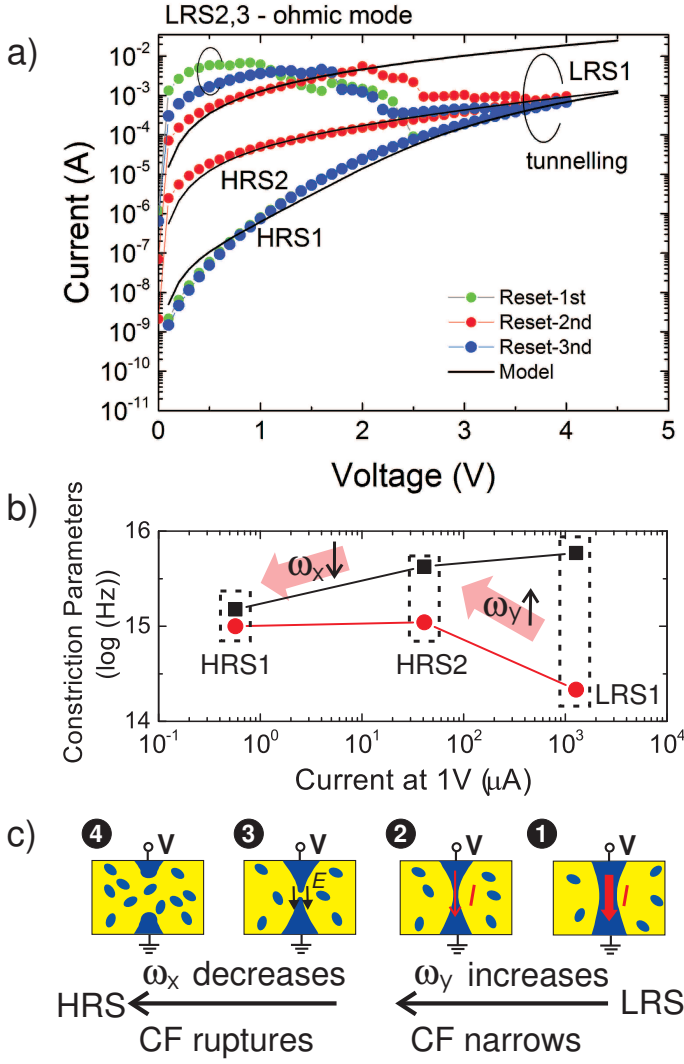 LRS2,3 - ohmic mode
a)
10⁻²
10⁻³
10⁻⁴
10⁻⁵
10⁻⁶
10⁻⁷
10⁻⁸
10⁻⁹
10⁻¹⁰
10⁻¹¹
Current (A)
LRS1
tunnelling
HRS2
HRS1
Reset-1st
Reset-2nd
Reset-3nd
Model
0 1 2 3 4 5
Voltage (V)
b)
Constriction Parameters
(log (Hz))
16
15
14
ωx↓
ωy↑
HRS1
HRS2
LRS1
10⁻¹ 10⁰ 10¹ 10² 10³ 10⁴
Current at 1V (μA)
c)
4 3 2 1
V V V V
E I I
ωx decreases ωy increases
HRS LRS
CF ruptures CF narrows